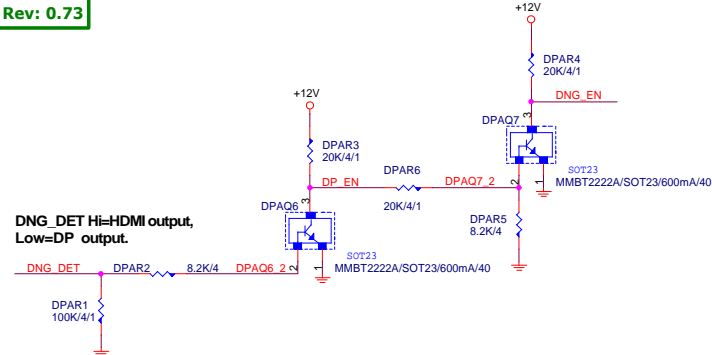 Rev: 0.73
+12V
DPAR4
20K/4/1
DNG_EN
+12V
DPAQ7
3
DPAR3
20K/4/1
DPAR6
SOT23
DP_EN
DPAQ7_2
2
1
MMBT2222A/SOT23/600mA/40
3
20K/4/1
DPAQ6
DPAR5
8.2K/4
DNG_DET Hi=HDMI output,
Low=DP output.
SOT23
DNG_DET
DPAR2
8.2K/4
DPAQ6_2
2
1
MMBT2222A/SOT23/600mA/40
DPAR1
100K/4/1